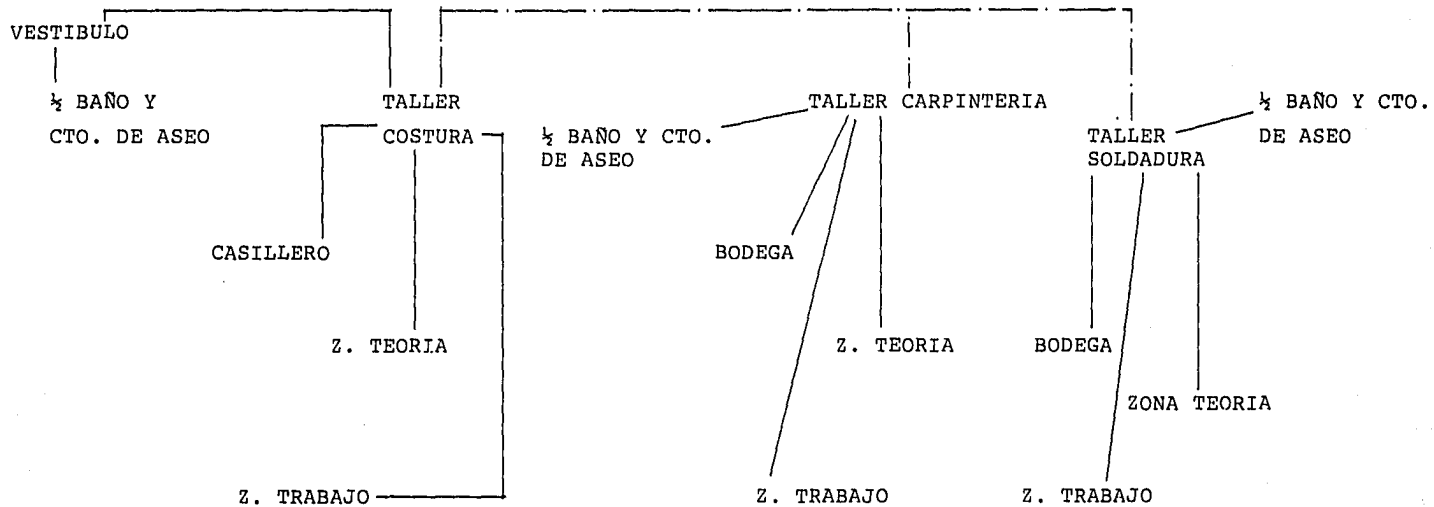 VESTIBULO
½ BAÑO Y
CTO. DE ASEO
TALLER
COSTURA
CASILLERO
Z. TEORIA
Z. TRABAJO
TALLER CARPINTERIA
½ BAÑO Y CTO.
DE ASEO
BODEGA
Z. TEORIA
Z. TRABAJO
TALLER
SOLDADURA
½ BAÑO Y CTO.
DE ASEO
BODEGA
ZONA TEORIA
Z. TRABAJO